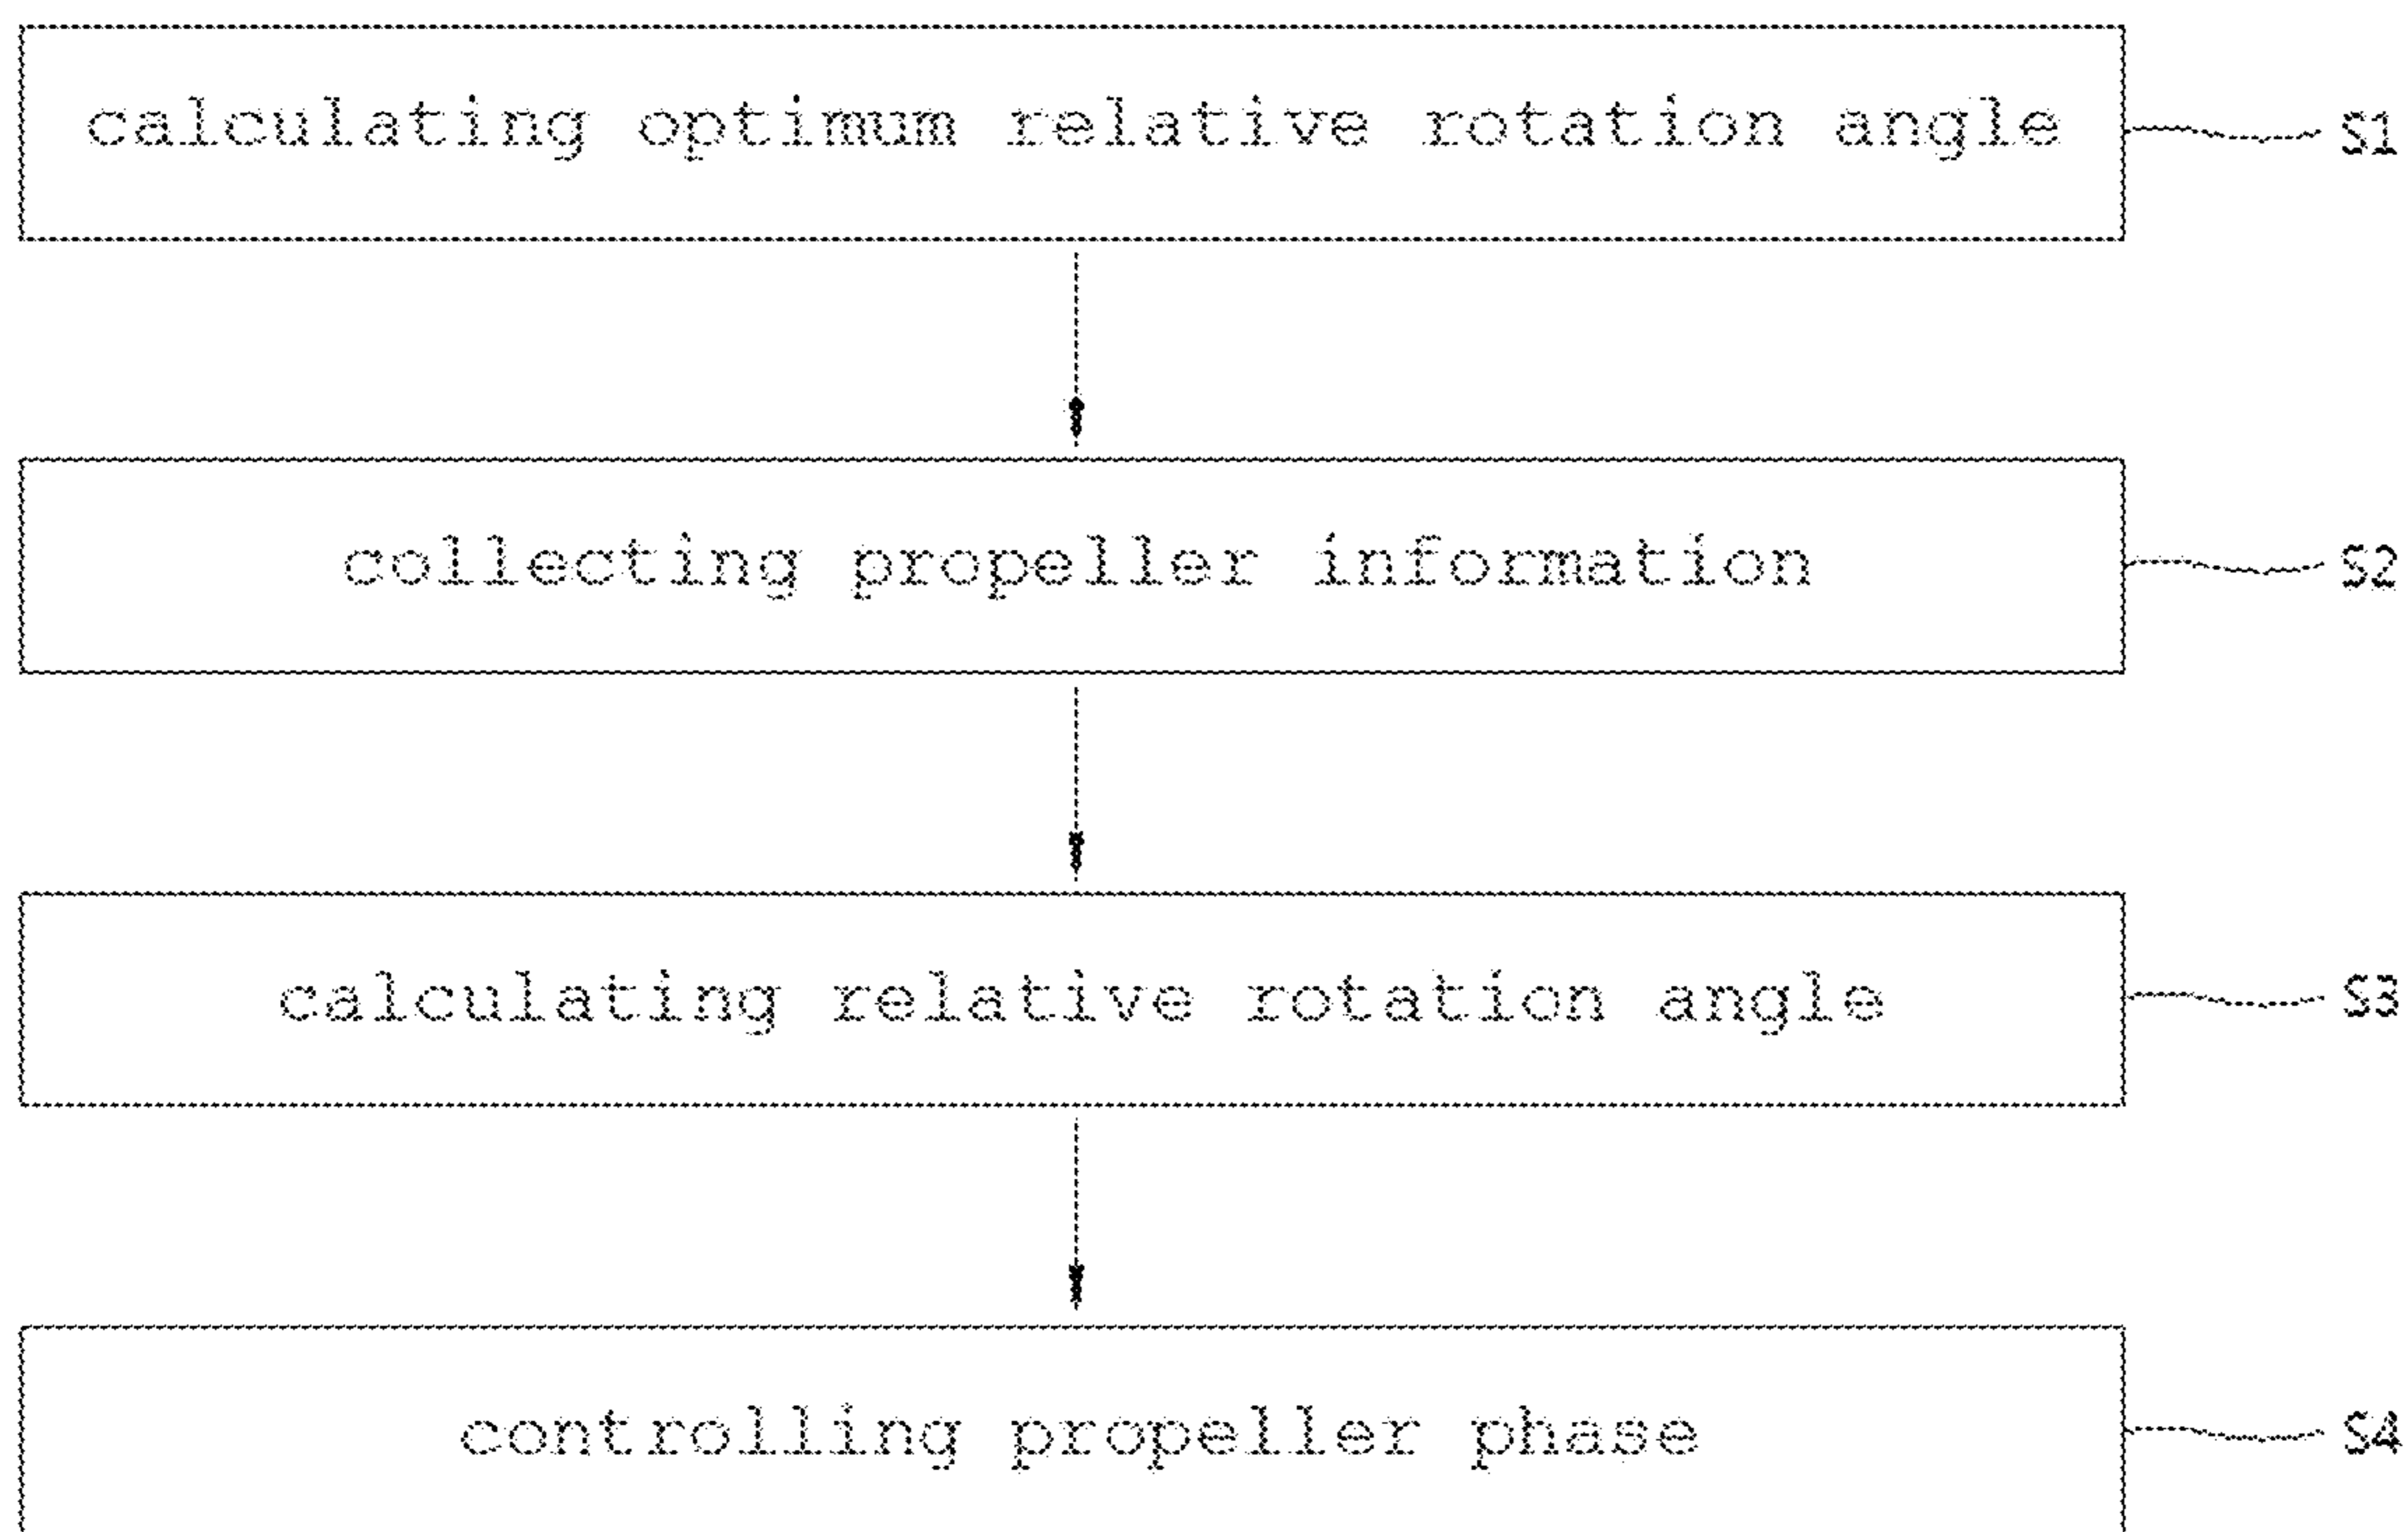 calculating optimum relative rotation angle S1
collecting propeller information S2
calculating relative rotation angle S3
controlling propeller phase S4